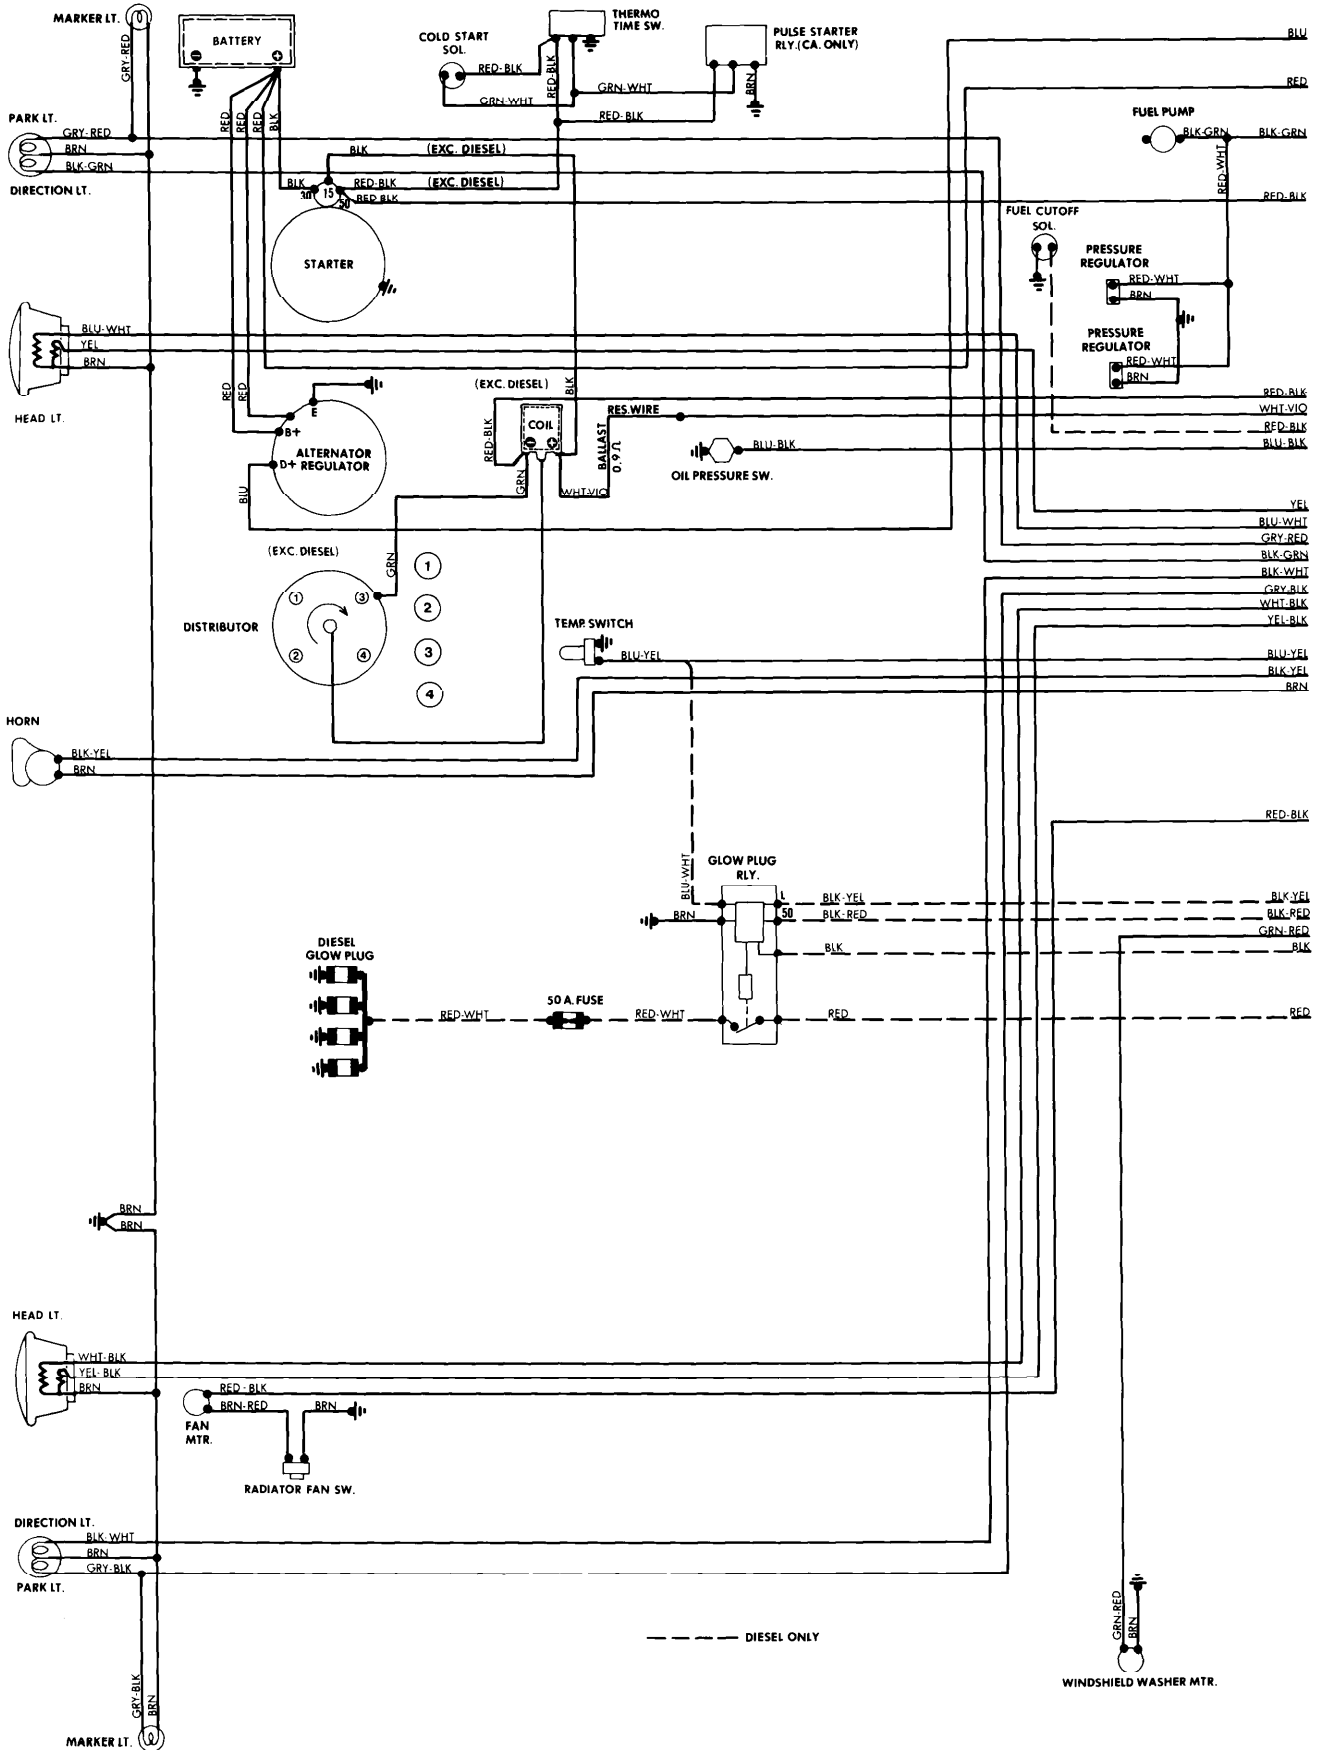 MARKER LT.
GRY-RED
BATTERY
COLD START
SOL.
RED-BLK
GRN-WHT
THERMO
TIME SW.
RED-BLK
GRN-WHT
RED-BLK
PULSE STARTER
RLY.(CA. ONLY)
BRN
BLU
RED
PARK LT.
GRY-RED
BRN
BLK-GRN
DIRECTION LT.
RED
RED
RED
BLK
BLK
(EXC. DIESEL)
BLK
30
15
50
RED-BLK
(EXC. DIESEL)
RED BLK
STARTER
FUEL PUMP
BLK-GRN
BLK-GRN
RED-WHT
RED-BLK
FUEL CUTOFF
SOL.
PRESSURE
REGULATOR
RED-WHT
BRN
PRESSURE
REGULATOR
RED-WHT
BRN
BLU-WHT
YEL
BRN
HEAD LT.
RED
RED
E
B+
D+
ALTERNATOR
REGULATOR
BLU
(EXC. DIESEL)
BLK
RED-BLK
COIL
GRN
WHT-VIO
RES. WIRE
BALLAST
0.9Ω
RED-BLK
WHT-VIO
RED-BLK
BLU-BLK
BLU-BLK
OIL PRESSURE SW.
YEL
BLU-WHT
GRY-RED
BLK-GRN
BLK-WHT
GRY-BLK
WHT-BLK
YEL-BLK
(EXC. DIESEL)
GRN
DISTRIBUTOR
1
3
2
4
1
2
3
4
TEMP. SWITCH
BLU-YEL
BLU-YEL
BLK-YEL
BRN
HORN
BLK-YEL
BRN
RED-BLK
BLU-WHT
GLOW PLUG
RLY.
L
50
BRN
BLK-YEL
BLK-RED
BLK
BLK-YEL
BLK-RED
GRN-RED
BLK
DIESEL
GLOW PLUG
RED-WHT
50 A. FUSE
RED-WHT
RED
RED
BRN
BRN
HEAD LT.
WHT-BLK
YEL-BLK
BRN
RED-BLK
BRN-RED
BRN
FAN
MTR.
RADIATOR FAN SW.
DIRECTION LT.
BLK-WHT
BRN
GRY-BLK
PARK LT.
GRY-BLK
BRN
MARKER LT.
DIESEL ONLY
GRN-RED
BRN
WINDSHIELD WASHER MTR.